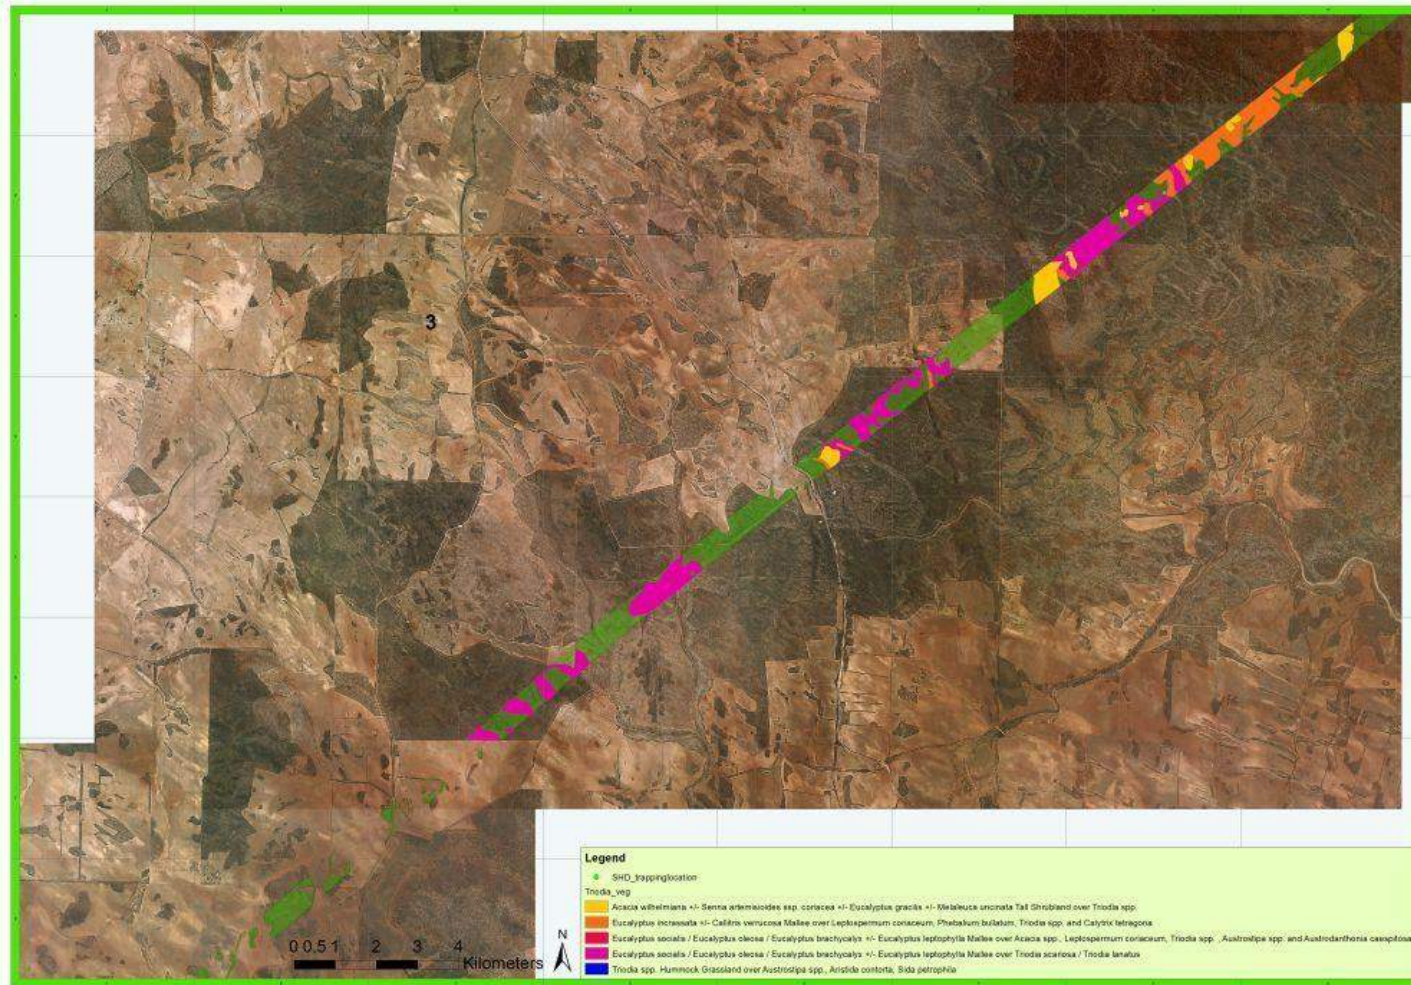 3
Legend
SHD_trappinglocation
Triodia_veg
Acacia wilhelmiana +/- Senna artemisioides ssp. coriacea +/- Eucalyptus gracilis +/- Melaleuca uncinata Tall Shrubland over Triodia spp.
Eucalyptus incrassata +/- Callitris verrucosa Mallee over Leptospermum coriaceum, Phebalium bullatum, Triodia spp. and Calytrix tetragona
Eucalyptus socialis / Eucalyptus oleosa / Eucalyptus brachycalyx +/- Eucalyptus leptophylla Mallee over Acacia spp., Leptospermum coriaceum, Triodia spp. , Austrostipa spp. and Austrodanthonia caespitosa
Eucalyptus socialis / Eucalyptus oleosa / Eucalyptus brachycalyx +/- Eucalyptus leptophylla Mallee over Triodia scariosa / Triodia lanatus
Triodia spp. Hummock Grassland over Austrostipa spp., Aristida contorta, Sida petrophila
N
0 0.5 1 2 3 4
Kilometers